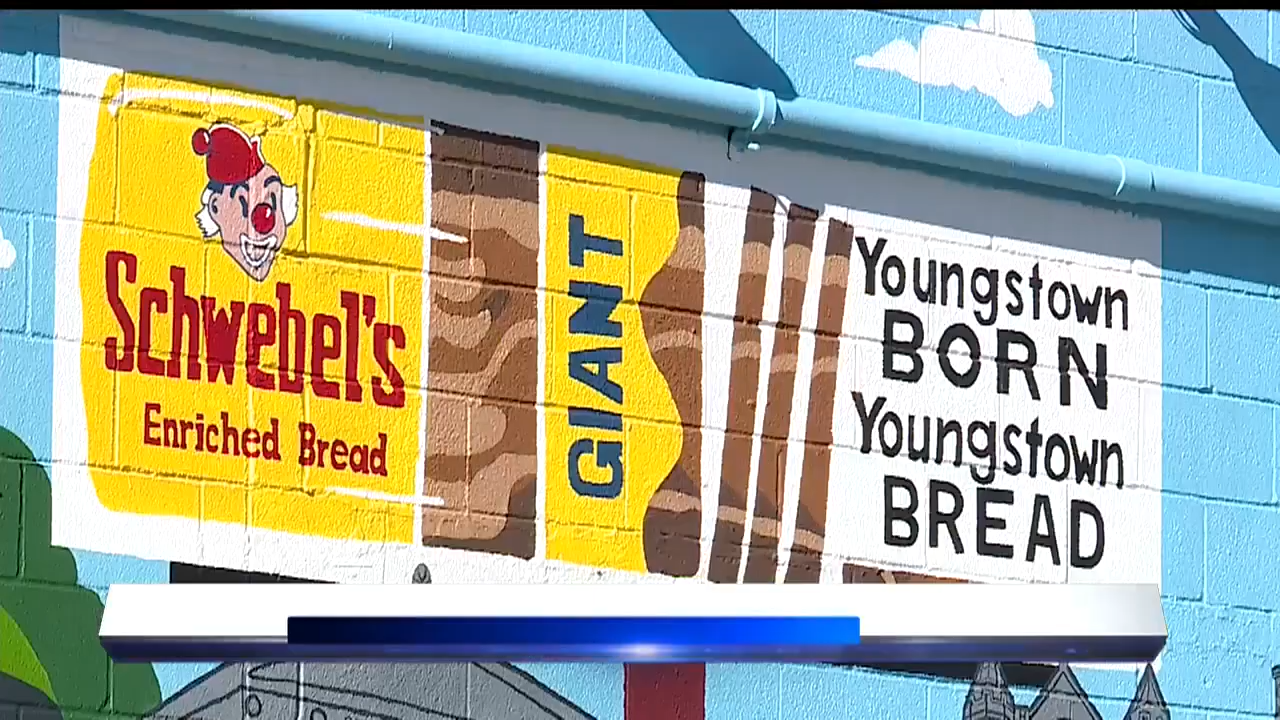 Schwebel's
Enriched Bread
GIANT
Youngstown
BORN
Youngstown
BREAD